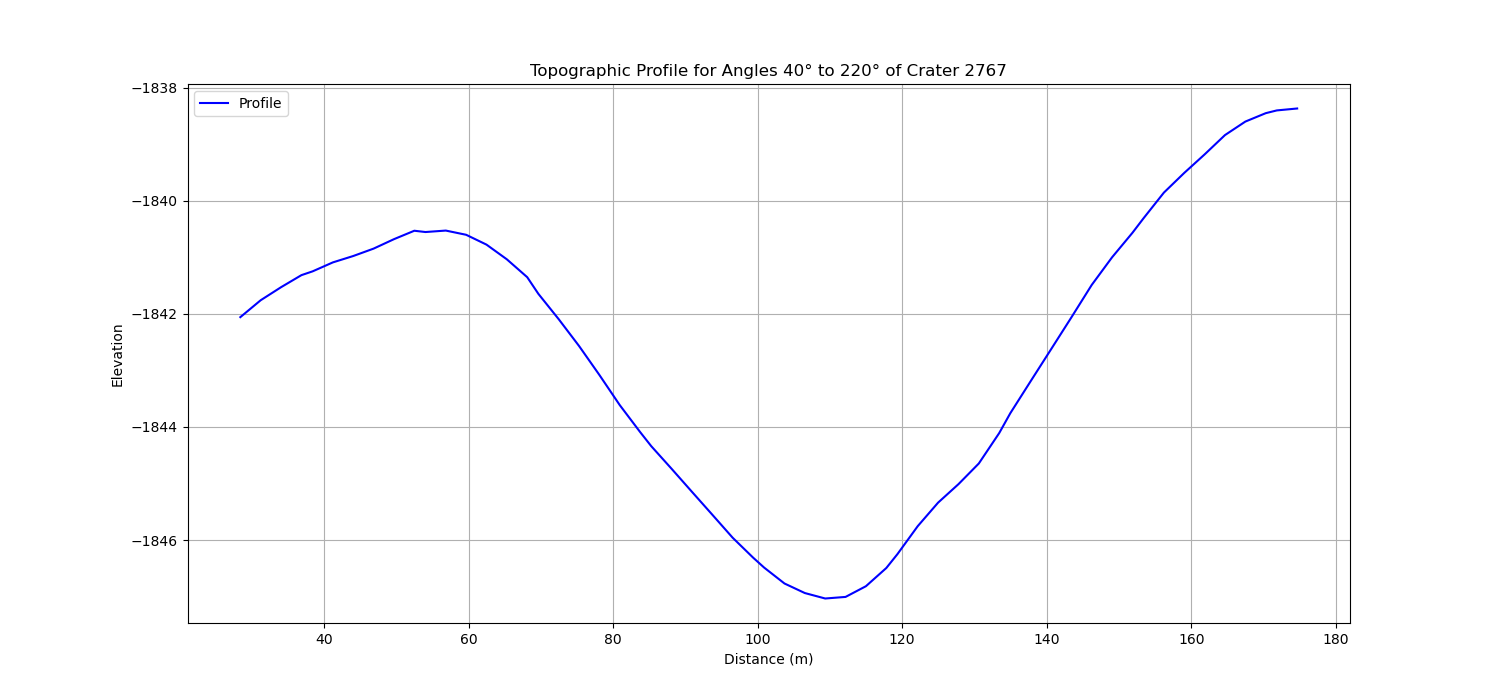 Topographic Profile for Angles 40° to 220° of Crater 2767
Profile
Elevation
−1838
−1840
−1842
−1844
−1846
40 60 80 100 120 140 160 180
Distance (m)